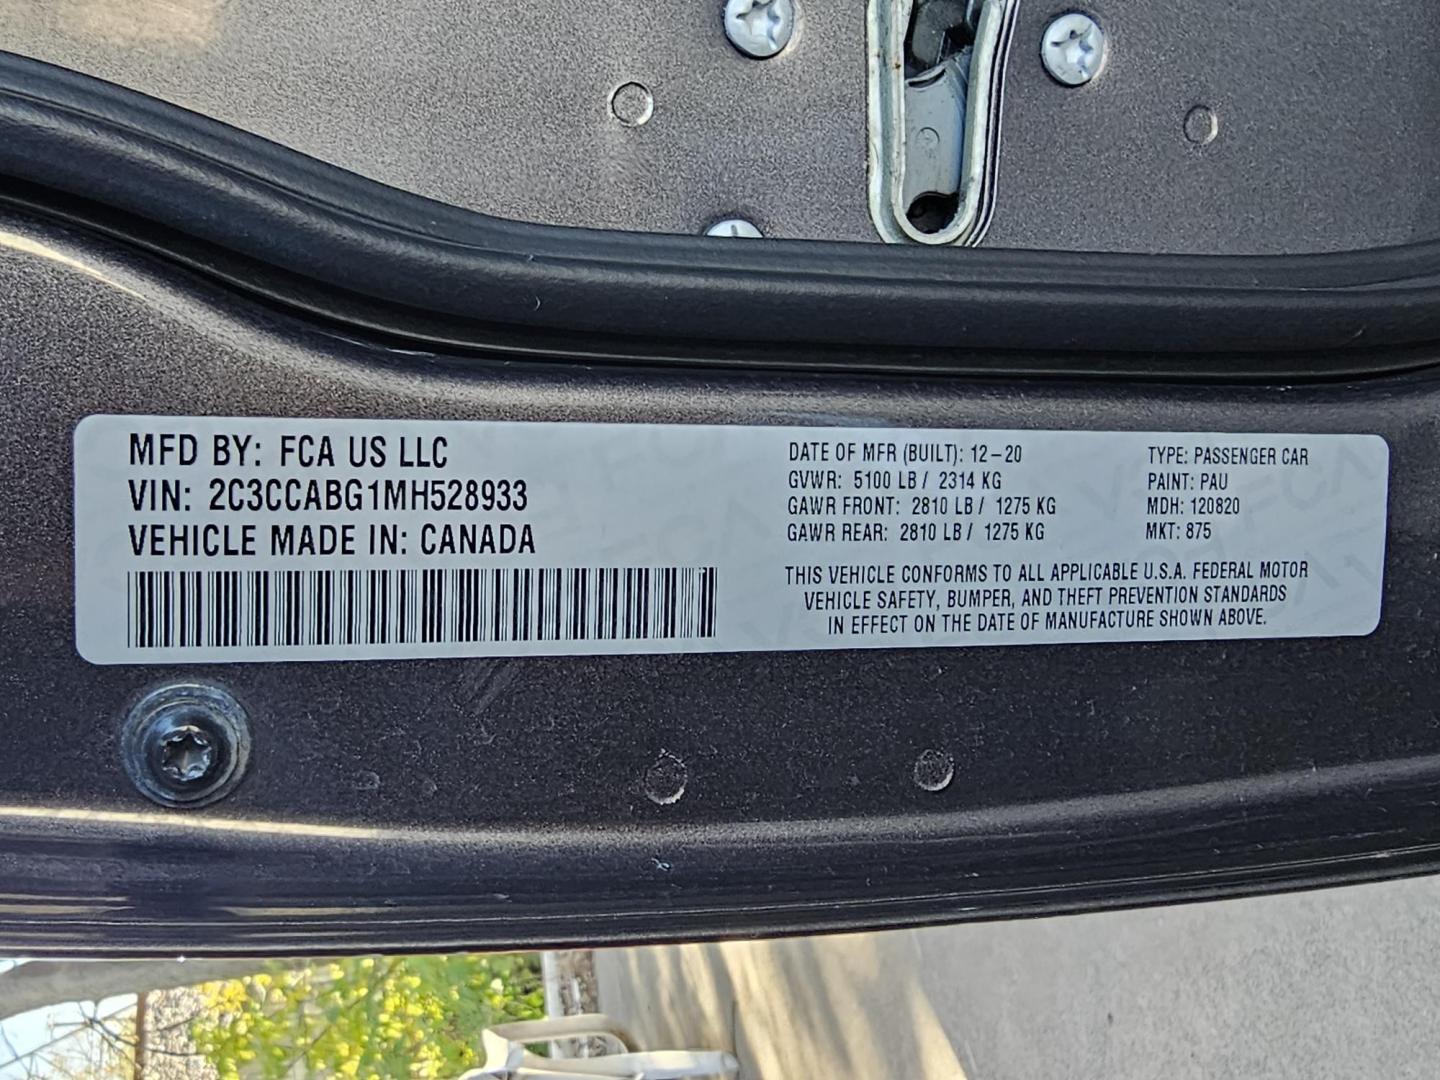 MFD BY: FCA US LLC
VIN: 2C3CCABG1MH528933
VEHICLE MADE IN: CANADA
DATE OF MFR (BUILT): 12-20
GVWR: 5100 LB / 2314 KG
GAWR FRONT: 2810 LB / 1275 KG
GAWR REAR: 2810 LB / 1275 KG
TYPE: PASSENGER CAR
PAINT: PAU
MDH: 120820
MKT: 875
THIS VEHICLE CONFORMS TO ALL APPLICABLE U.S.A. FEDERAL MOTOR
VEHICLE SAFETY, BUMPER, AND THEFT PREVENTION STANDARDS
IN EFFECT ON THE DATE OF MANUFACTURE SHOWN ABOVE.